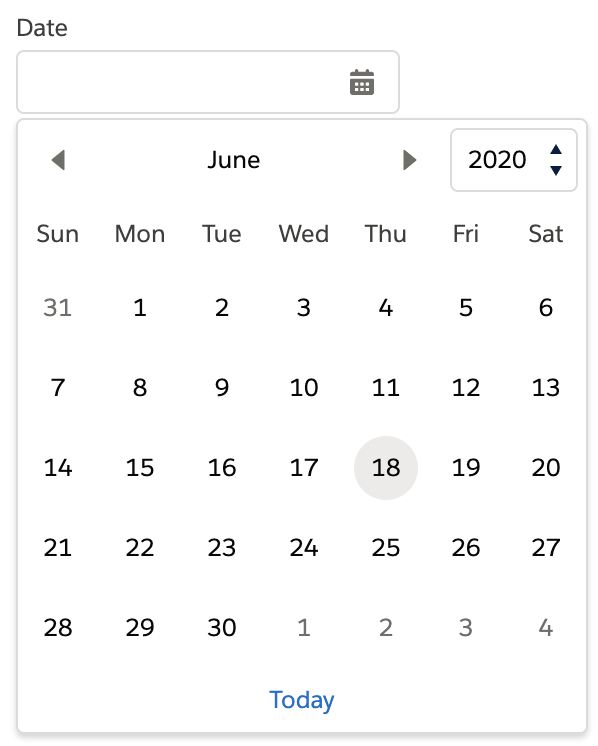 Date
June 2020
Sun Mon Tue Wed Thu Fri Sat
31 1 2 3 4 5 6
7 8 9 10 11 12 13
14 15 16 17 18 19 20
21 22 23 24 25 26 27
28 29 30 1 2 3 4
Today